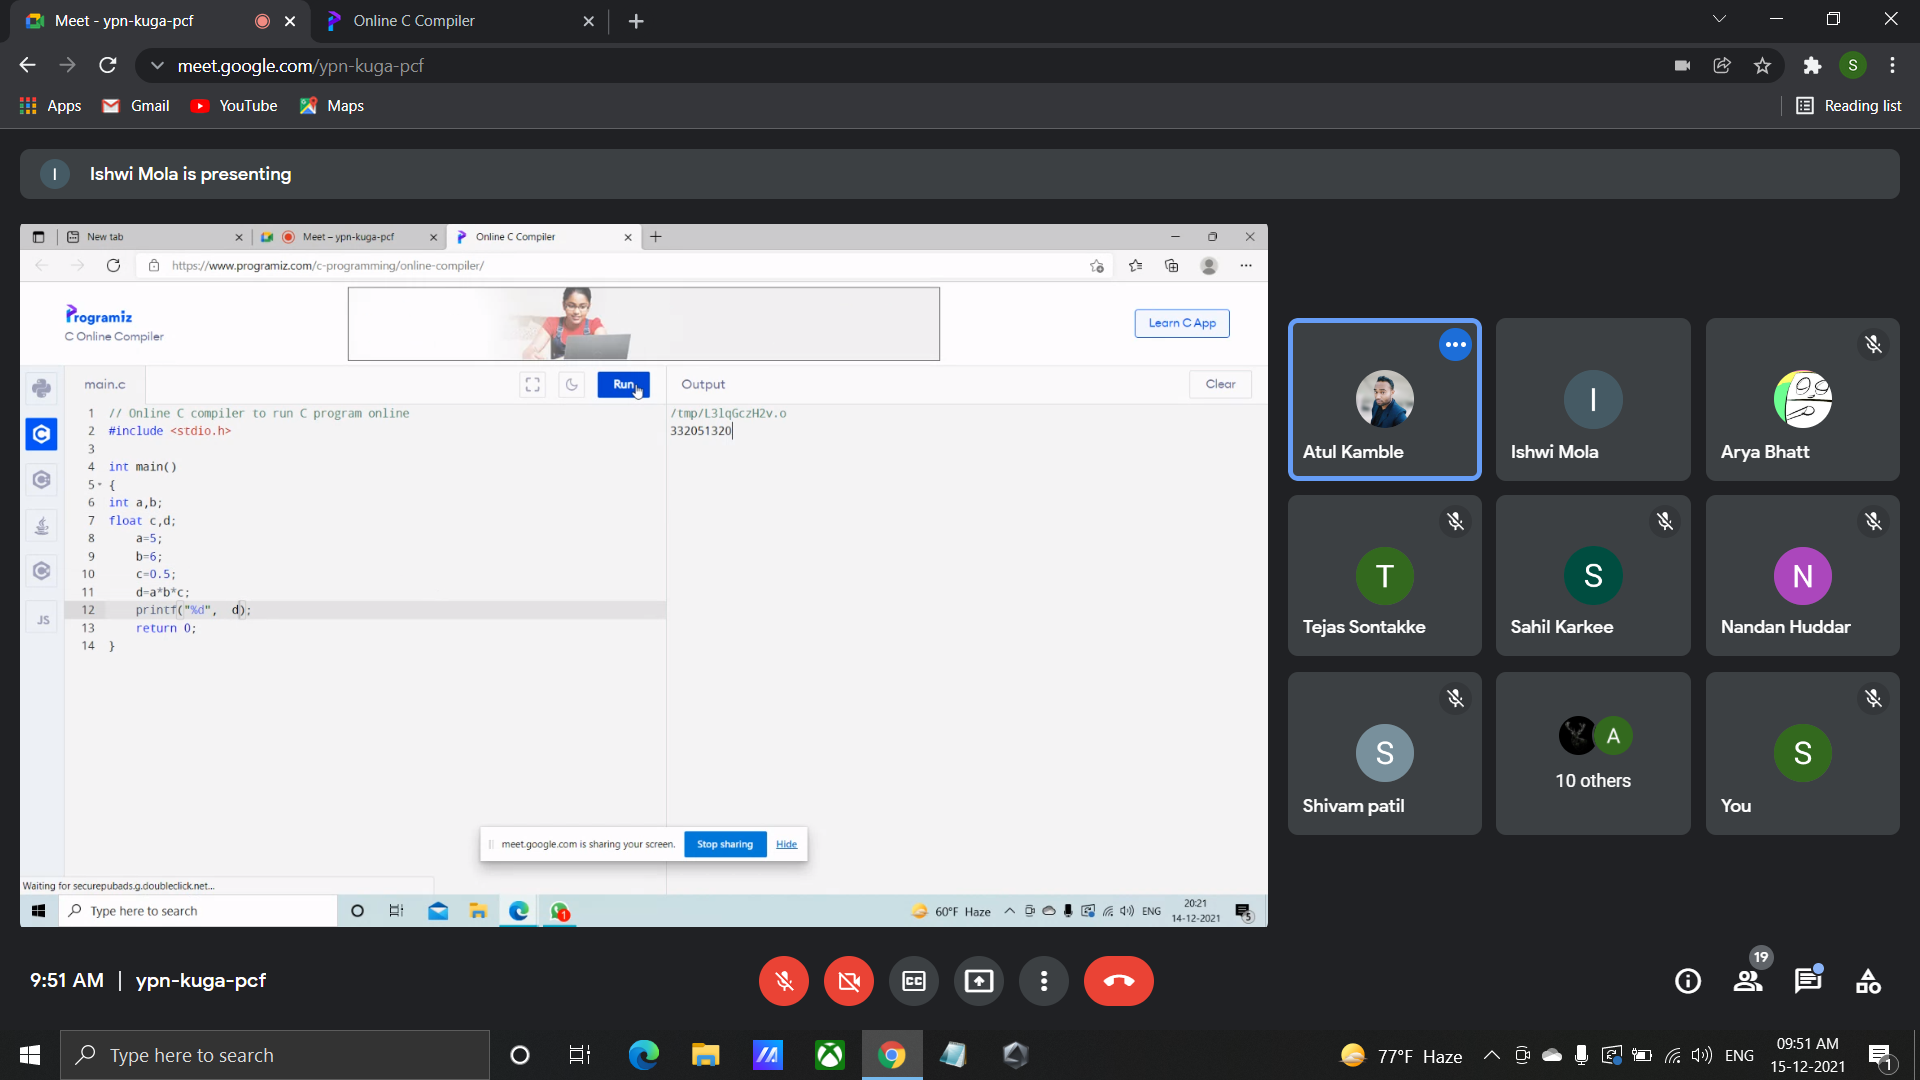 Meet - ypn-kuga-pcf
Online C Compiler
meet.google.com/ypn-kuga-pcf
S
Apps
Gmail
YouTube
Maps
Reading list
I
Ishwi Mola is presenting
New tab
Meet – ypn-kuga-pcf
Online C Compiler
https://www.programiz.com/c-programming/online-compiler/
Programiz
C Online Compiler
Learn C App
main.c
Run
Output
Clear
1 // Online C compiler to run C program online
2 #include <stdio.h>
3
4 int main()
5 {
6 int a,b;
7 float c,d;
8 a=5;
9 b=6;
10 c=0.5;
11 d=a*b*c;
12 printf("%d", d);
13 return 0;
14 }
JS
/tmp/L3lqGczH2v.o
332051320
meet.google.com is sharing your screen.
Stop sharing
Hide
Waiting for securepubads.g.doubleclick.net...
Type here to search
1
60°F Haze
ENG
20:21
14-12-2021
5
Atul Kamble
I
Ishwi Mola
Arya Bhatt
T
Tejas Sontakke
S
Sahil Karkee
N
Nandan Huddar
S
Shivam patil
A
10 others
S
You
9:51 AM | ypn-kuga-pcf
CC
19
Type here to search
77°F Haze
ENG
09:51 AM
15-12-2021
1